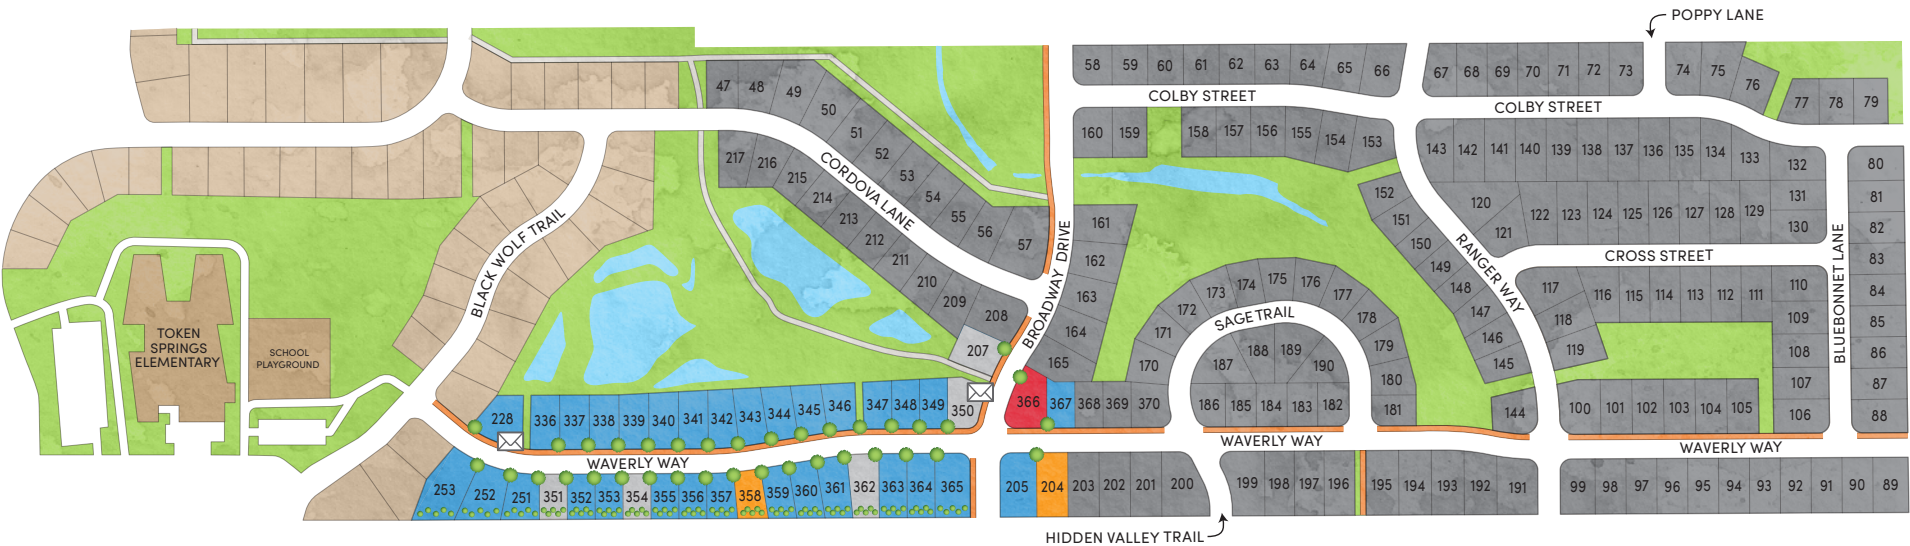 POPPY LANE
58 59 60 61 62 63 64 65 66
67 68 69 70 71 72 73
74 75 76
77 78 79
COLBY STREET
COLBY STREET
47 48 49 50 51 52 53 54 55 56 57
160 159
158 157 156 155 154 153
143 142 141 140 139 138 137 136 135 134 133 132
131
130
80
81
82
83
84
85
86
87
88
217 216 215 214 213 212 211 210 209 208
207
CORDOVA LANE
BROADWAY DRIVE
161
162
163
164
165
152
151
150
149
148
147
146
145
144
120
121
122 123 124 125 126 127 128 129
RANGER WAY
CROSS STREET
BLUEBONNET LANE
117
118
119
116 115 114 113 112 111
110
109
108
107
106
BLACK WOLF TRAIL
TOKEN
SPRINGS
ELEMENTARY
SCHOOL
PLAYGROUND
170 171 172 173 174 175 176 177 178 179 180 181
SAGE TRAIL
187 188 189 190
186 185 184 183 182
228
336 337 338 339 340 341 342 343 344 345 346
347 348 349 350
366 367 368 369 370
100 101 102 103 104 105
WAVERLY WAY
WAVERLY WAY
WAVERLY WAY
253 252 251 351 352 353 354 355 356 357 358 359 360 361 362 363 364 365
205 204 203 202 201 200
199 198 197 196
195 194 193 192 191
99 98 97 96 95 94 93 92 91 90 89
HIDDEN VALLEY TRAIL